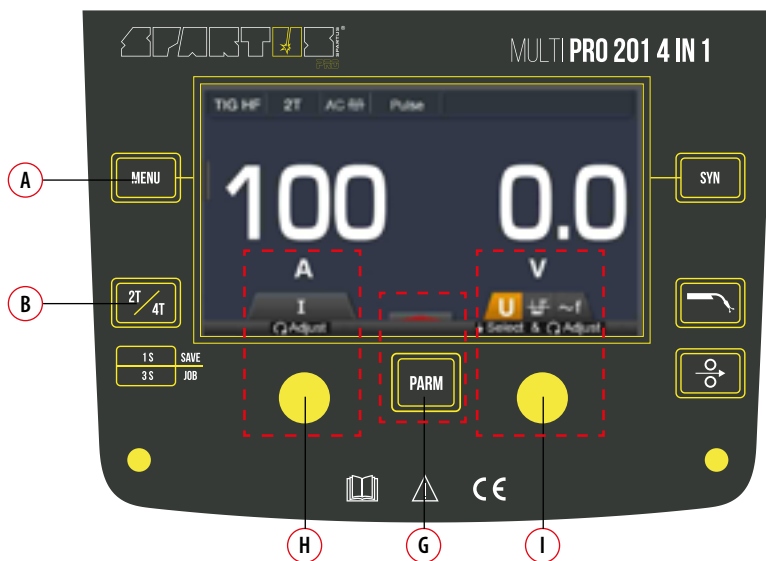 SPARTUS®
SPARTUS
PRO
MULTI PRO 201 4 IN 1
TIG HF 2T AC Pulse
A MENU
100 0.0
SYN
A V
B 2T/4T
I
U ~f
Adjust
Select & Adjust
1 S SAVE
3 S JOB
PARM
CE
H G I